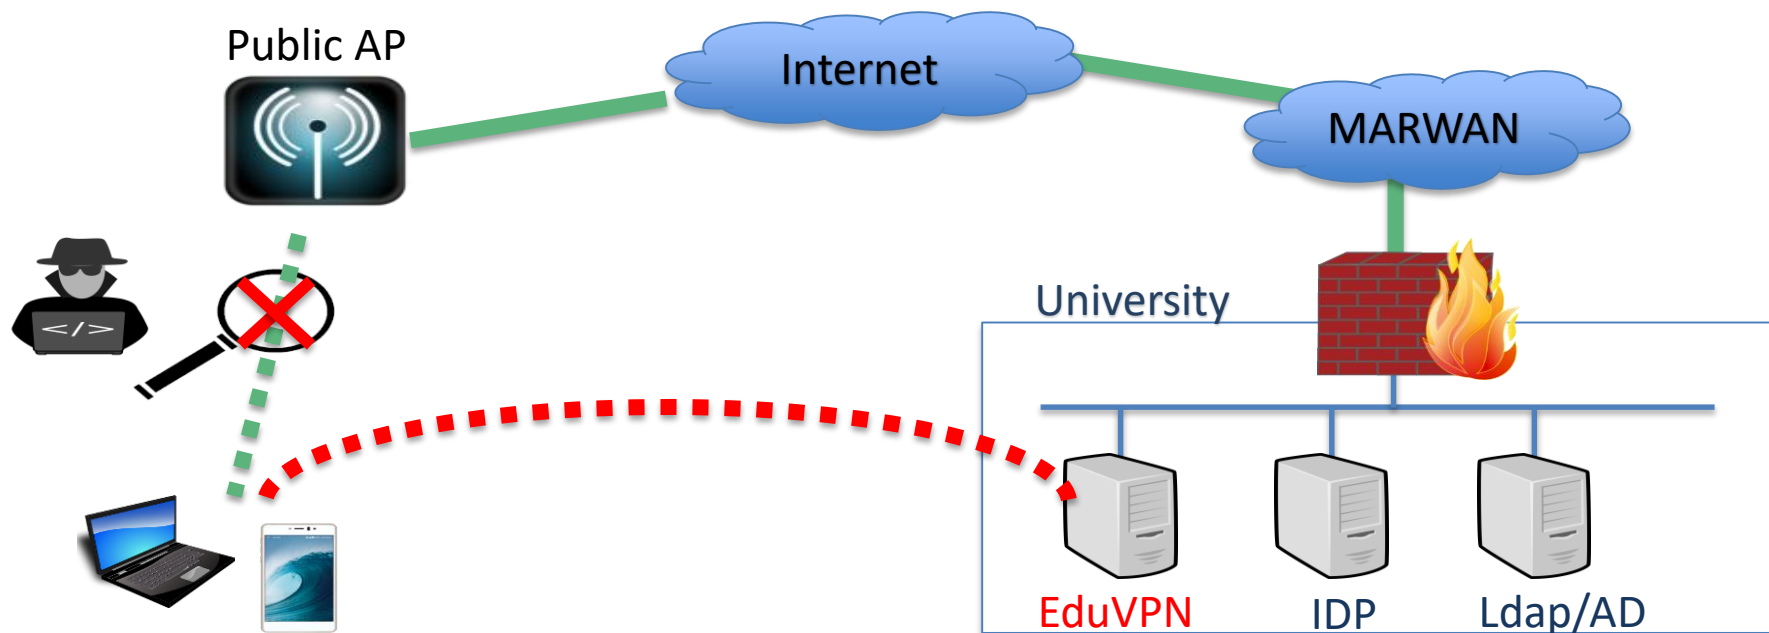 Public AP
Internet
MARWAN
</>
University
EduVPN
IDP
Ldap/AD